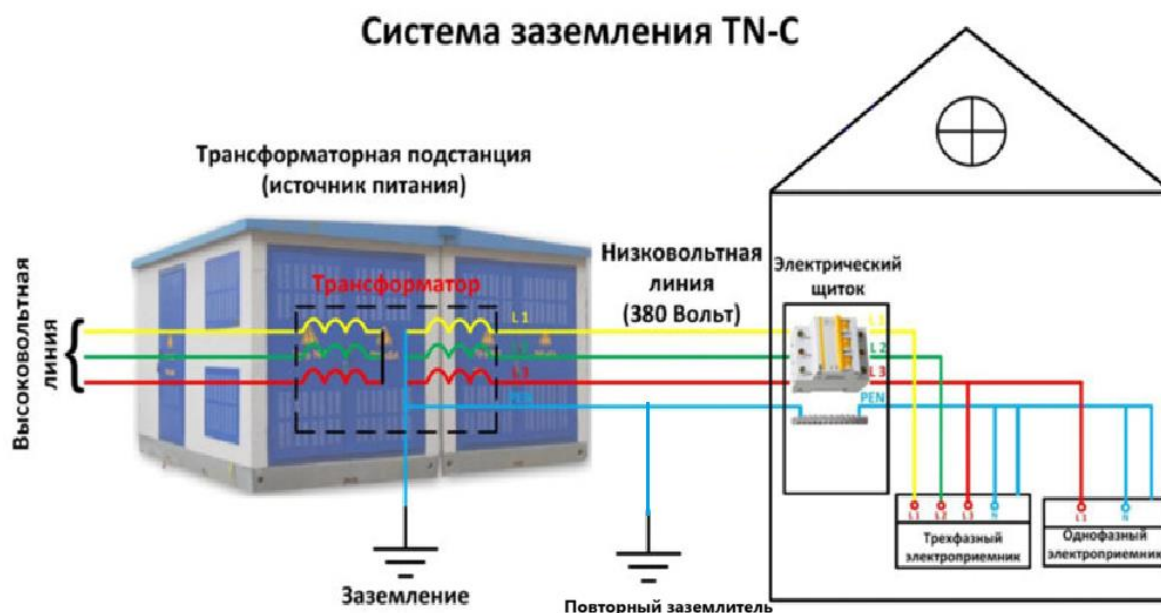 Система заземления TN-C
Трансформаторная подстанция
(источник питания)
Высоковольтная
линия
Трансформатор
L 1
L 3
PEN
Низковольтная
линия
(380 Вольт)
Электрический
щиток
L 1
L 2
L 3
PEN
L1
L2
L3
N
Трехфазный
электроприемник
L1
N
Однофазный
электроприемник
Заземление
Повторный заземлитель